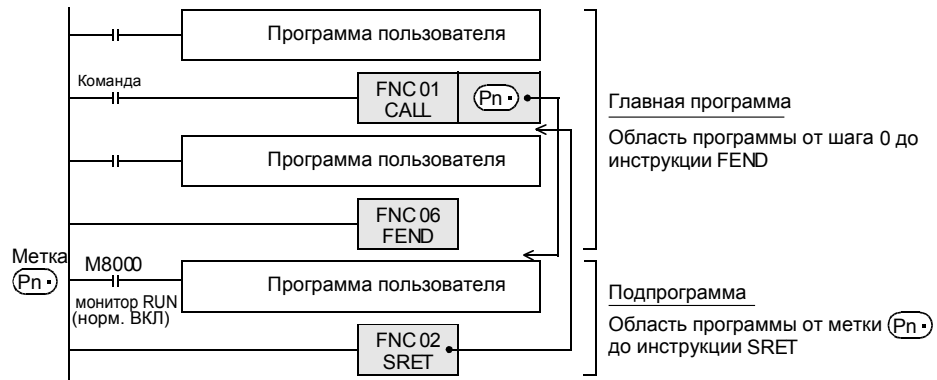 Программа пользователя
Команда
FNC 01
CALL
Pn
Главная программа
Область программы от шага 0 до
инструкции FEND
Программа пользователя
FNC 06
FEND
Метка
Pn
M8000
монитор RUN
(норм. ВКЛ)
Программа пользователя
Подпрограмма
Область программы от метки Pn
до инструкции SRET
FNC 02
SRET